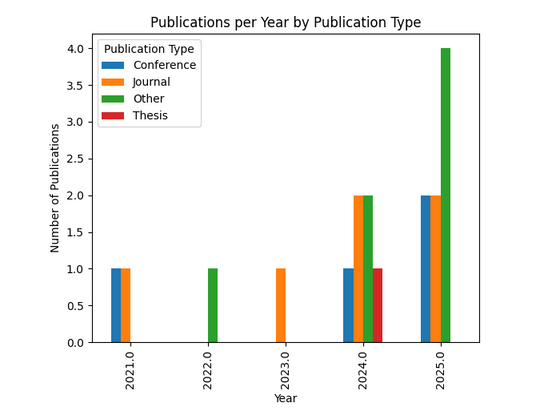 Publications per Year by Publication Type
Publication Type
Conference
Journal
Other
Thesis
Number of Publications
4.0
3.5
3.0
2.5
2.0
1.5
1.0
0.5
0.0
2021.0
2022.0
2023.0
2024.0
2025.0
Year